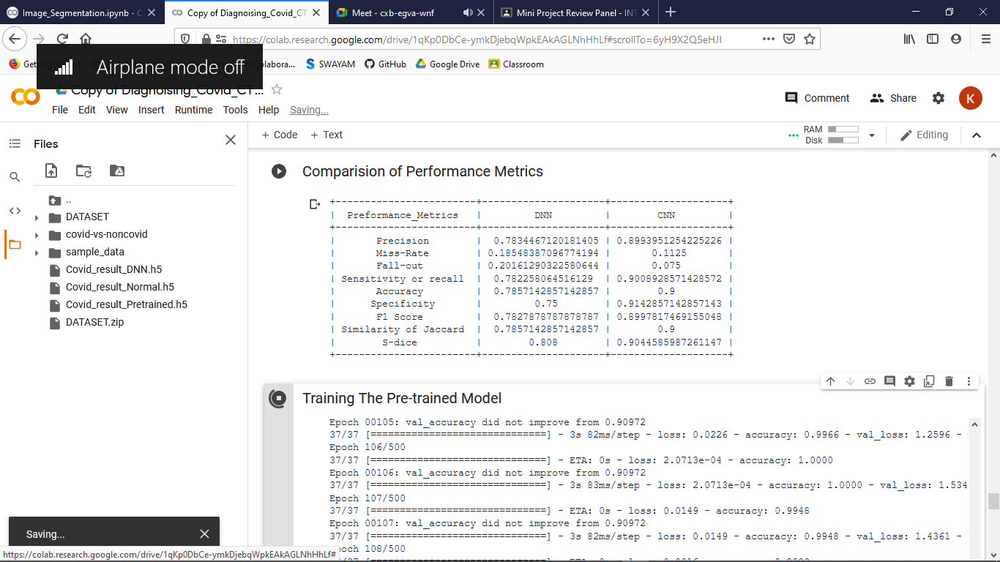 Image_Segmentation.ipynb - C
Copy of Diagnoising_Covid_CT
Meet - cxb-egva-wnf
Mini Project Review Panel - INT
https://colab.research.google.com/drive/1qKp0DbCe-ymkDjebqWpkEAkAGLNhHhLf#scrollTo=6yH9X2Q5eHJI
Airplane mode off
SWAYAM
GitHub
Google Drive
Classroom
Copy of Diagnoising_Covid_CT...
File Edit View Insert Runtime Tools Help Saving...
Comment
Share
K
Files
+ Code + Text
RAM
Disk
Editing
..
DATASET
covid-vs-noncovid
sample_data
Covid_result_DNN.h5
Covid_result_Normal.h5
Covid_result_Pretrained.h5
DATASET.zip
Comparision of Performance Metrics
+------------------------+---------------------+--------------------+
| Preformance_Metrics | DNN | CNN |
+------------------------+---------------------+--------------------+
| Precision | 0.7834467120181405 | 0.8993951254225226 |
| Miss-Rate | 0.18548387096774194 | 0.1125 |
| Fall-out | 0.20161290322580644 | 0.075 |
| Sensitivity or recall | 0.782258064516129 | 0.9008928571428572 |
| Accuracy | 0.7857142857142857 | 0.9 |
| Specificity | 0.75 | 0.9142857142857143 |
| F1 Score | 0.7827878787878787 | 0.8997817469155048 |
| Similarity of Jaccard | 0.7857142857142857 | 0.9 |
| S-dice | 0.808 | 0.9044585987261147 |
+------------------------+---------------------+--------------------+
Training The Pre-trained Model
Epoch 00105: val_accuracy did not improve from 0.90972
37/37 [==============================] - 3s 82ms/step - loss: 0.0226 - accuracy: 0.9966 - val_loss: 1.2596 -
Epoch 106/500
37/37 [==============================] - ETA: 0s - loss: 2.0713e-04 - accuracy: 1.0000
Epoch 00106: val_accuracy did not improve from 0.90972
37/37 [==============================] - 3s 83ms/step - loss: 2.0713e-04 - accuracy: 1.0000 - val_loss: 1.534
Epoch 107/500
37/37 [==============================] - ETA: 0s - loss: 0.0149 - accuracy: 0.9948
Epoch 00107: val_accuracy did not improve from 0.90972
37/37 [==============================] - 3s 82ms/step - loss: 0.0149 - accuracy: 0.9948 - val_loss: 1.4361 -
och 108/500
Saving...
https://colab.research.google.com/drive/1qKp0DbCe-ymkDjebqWpkEAkAGLNhHhLf#